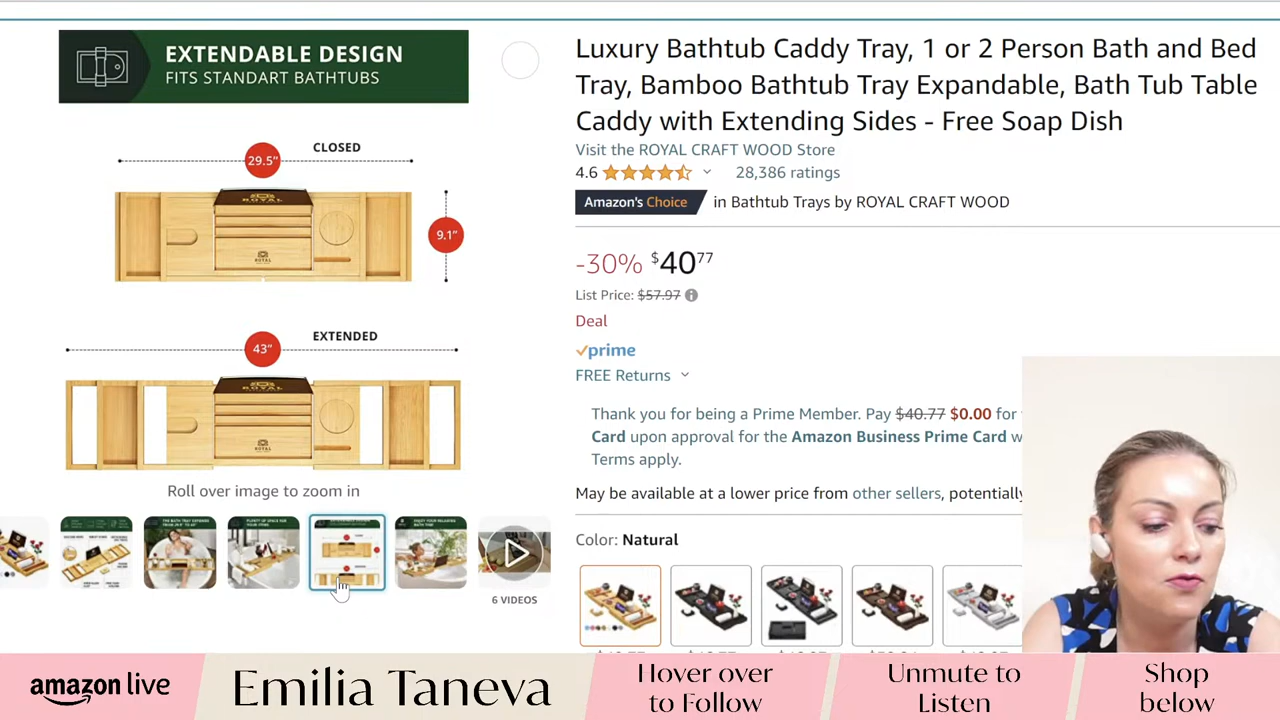 EXTENDABLE DESIGN
FITS STANDART BATHTUBS
CLOSED
29.5"
ROYAL
9.1"
ROYAL
EXTENDED
43"
ROYAL
ROYAL
Roll over image to zoom in
6 VIDEOS
Luxury Bathtub Caddy Tray, 1 or 2 Person Bath and Bed
Tray, Bamboo Bathtub Tray Expandable, Bath Tub Table
Caddy with Extending Sides - Free Soap Dish
Visit the ROYAL CRAFT WOOD Store
4.6 28,386 ratings
Amazon's Choice in Bathtub Trays by ROYAL CRAFT WOOD
-30% $40 77
List Price: $57.97
Deal
prime
FREE Returns
Thank you for being a Prime Member. Pay $40.77 $0.00 for
Card upon approval for the Amazon Business Prime Card w
Terms apply.
May be available at a lower price from other sellers, potentially
Color: Natural
amazon live
Emilia Taneva
Hover over
to Follow
Unmute to
Listen
Shop
below